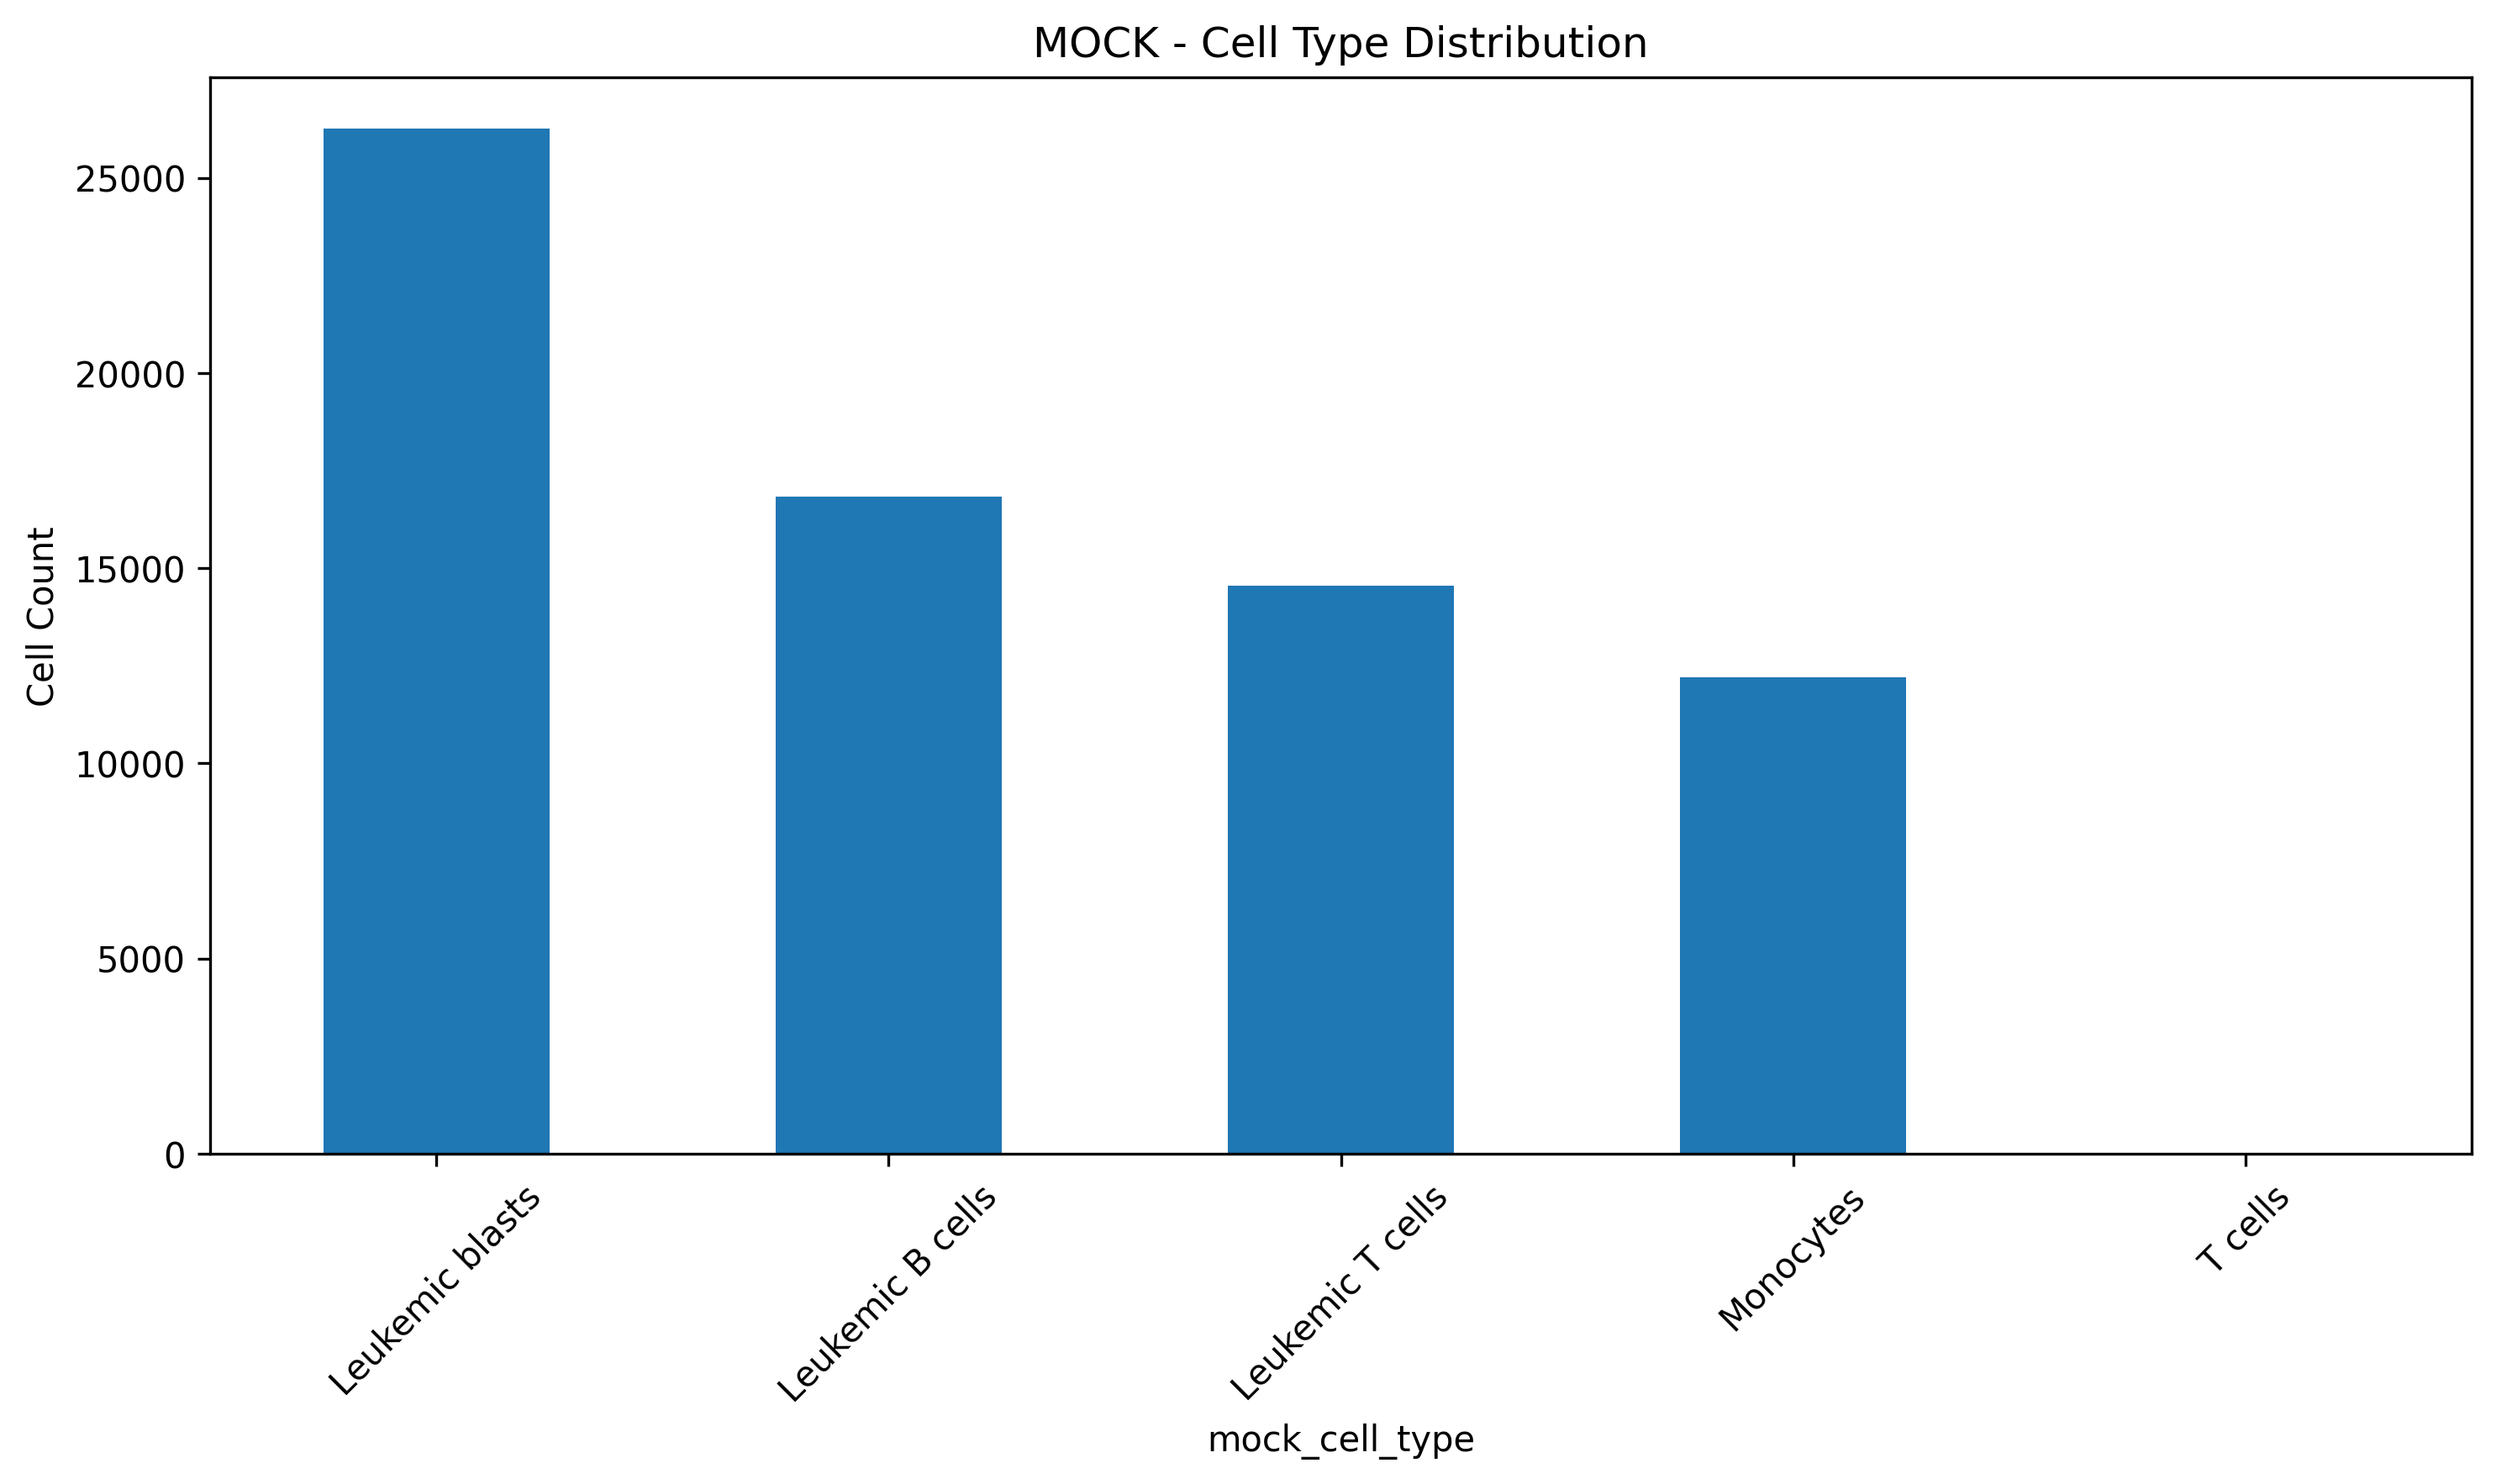 MOCK - Cell Type Distribution
Cell Count
25000
20000
15000
10000
5000
0
Leukemic blasts
Leukemic B cells
Leukemic T cells
Monocytes
T cells
mock_cell_type